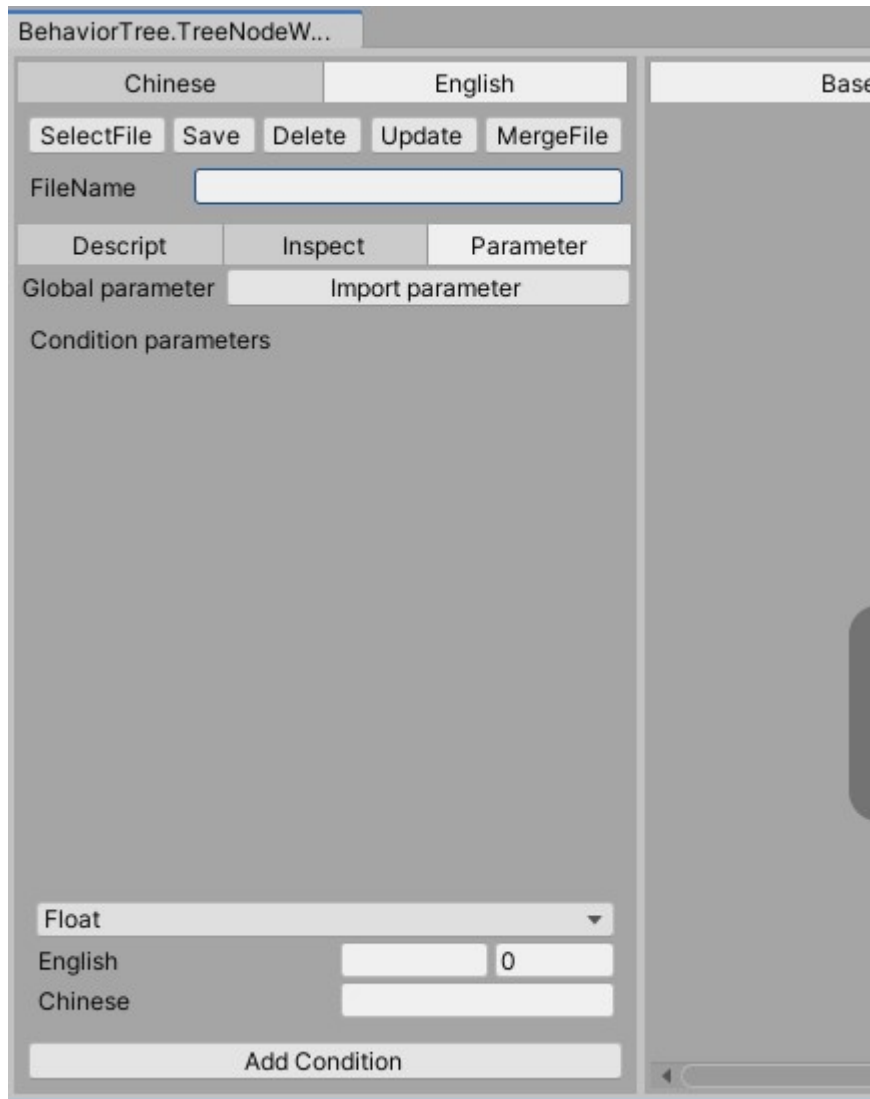 BehaviorTree.TreeNodeW...
Chinese English Base
SelectFile Save Delete Update MergeFile
FileName
Descript Inspect Parameter
Global parameter Import parameter
Condition parameters
Float
English 0
Chinese
Add Condition